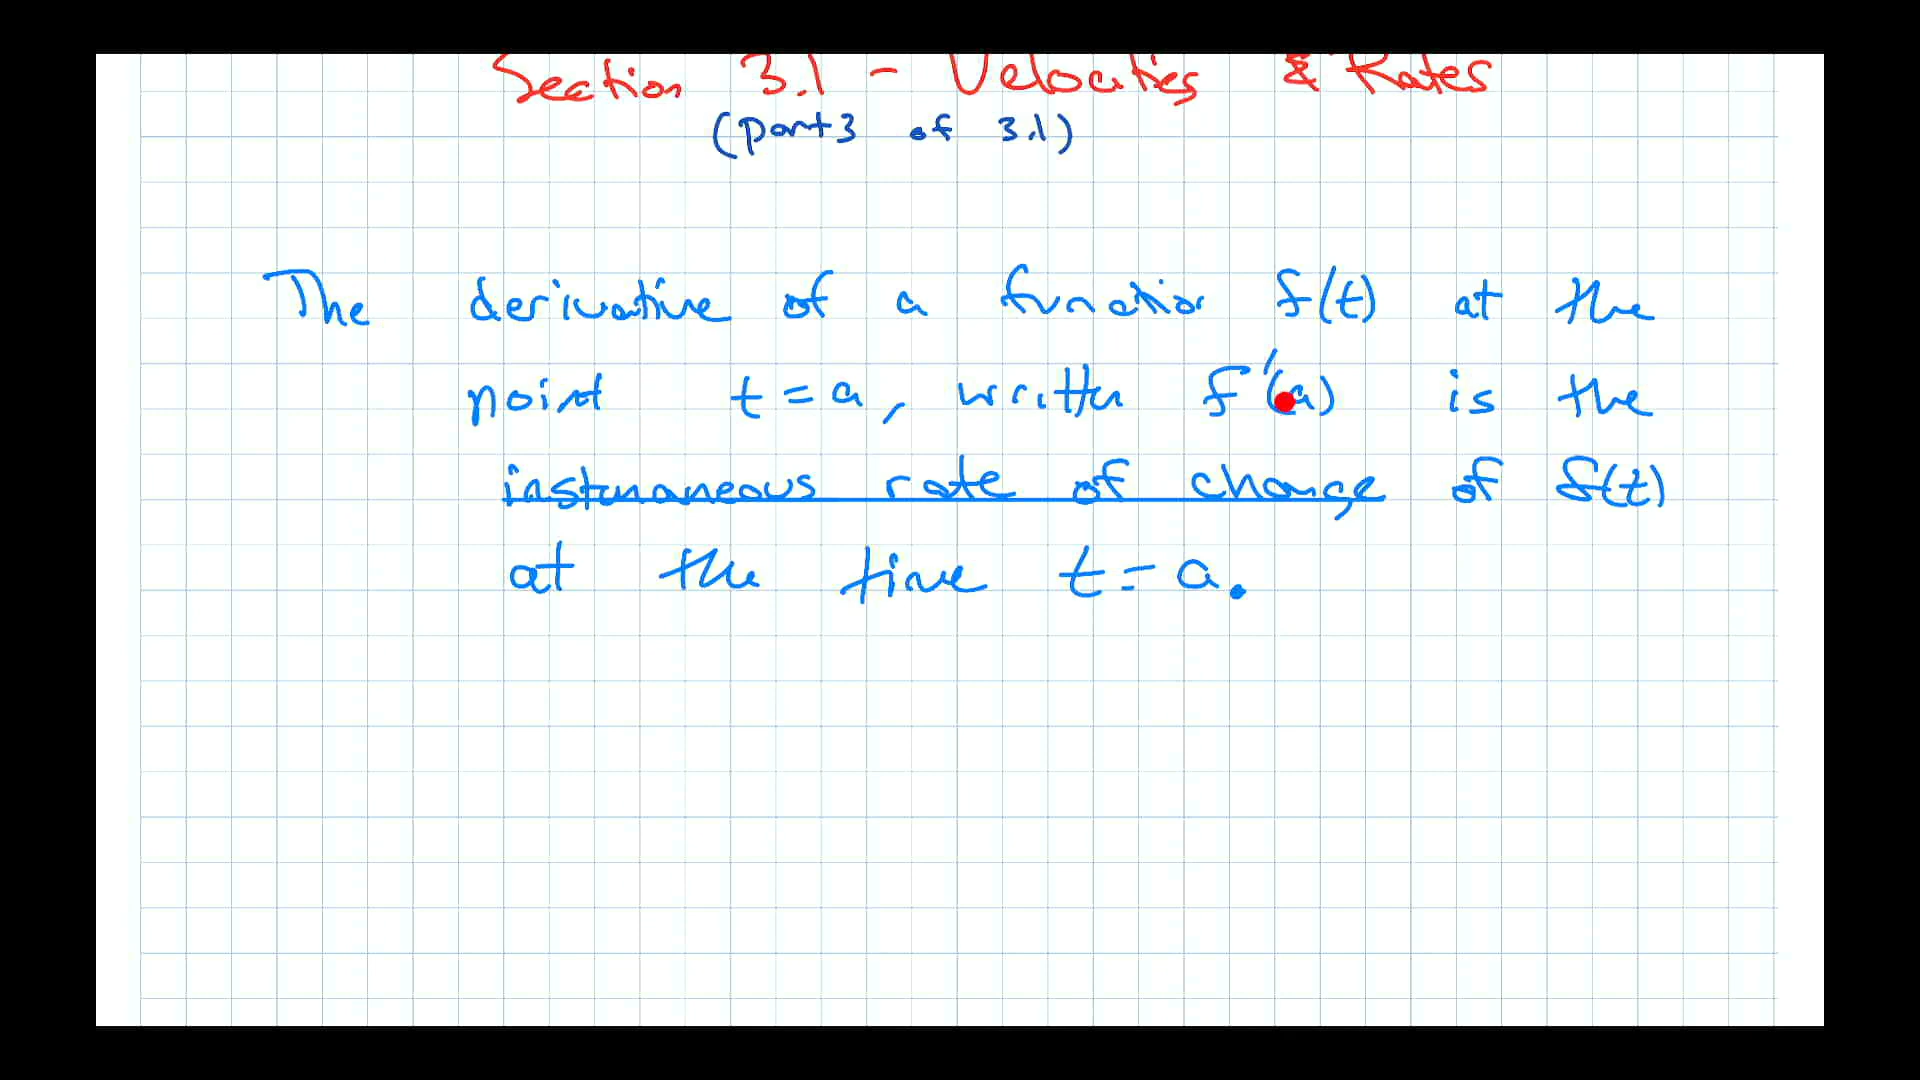 Section 3.1 - Velocities & Rates
(part 3 of 3.1)
The derivative of a function f(t) at the
point t = a, written f'(a) is the
instananeous rate of change of f(t)
at the time t = a.